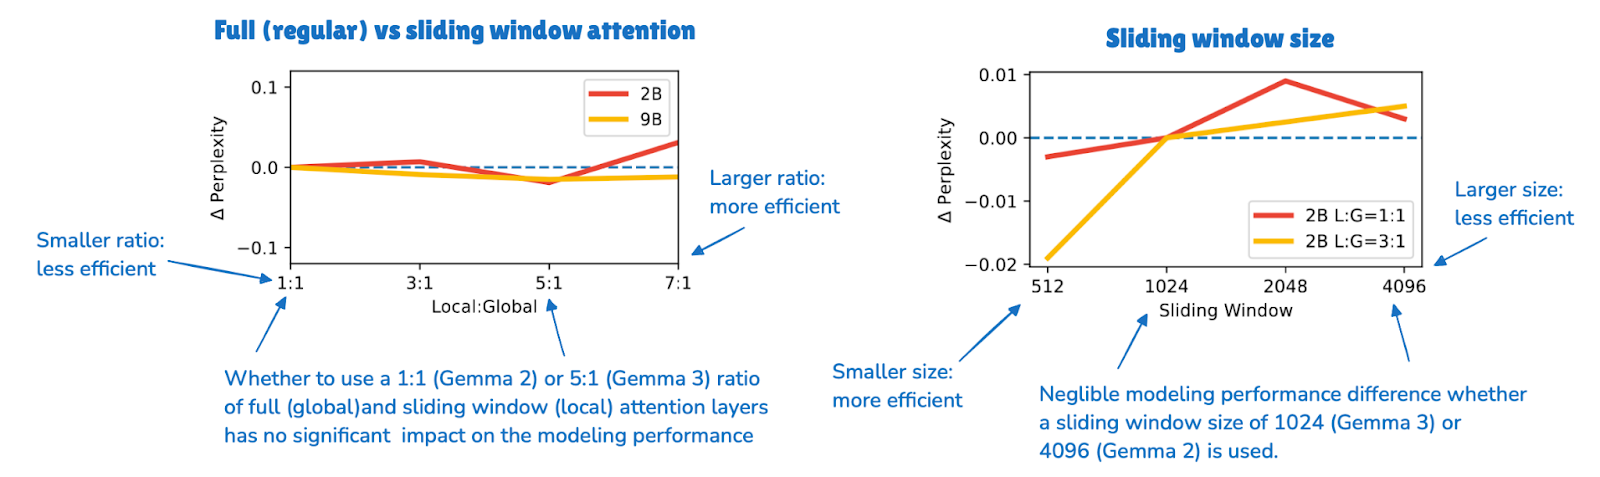 Full (regular) vs sliding window attention
0.1
0.0
−0.1
Δ Perplexity
2B
9B
1:1
3:1
5:1
7:1
Local:Global
Smaller ratio:
less efficient
Larger ratio:
more efficient
Whether to use a 1:1 (Gemma 2) or 5:1 (Gemma 3) ratio
of full (global)and sliding window (local) attention layers
has no significant impact on the modeling performance
Sliding window size
0.01
0.00
−0.01
−0.02
Δ Perplexity
2B L:G=1:1
2B L:G=3:1
512
1024
2048
4096
Sliding Window
Larger size:
less efficient
Smaller size:
more efficient
Neglible modeling performance difference whether
a sliding window size of 1024 (Gemma 3) or
4096 (Gemma 2) is used.